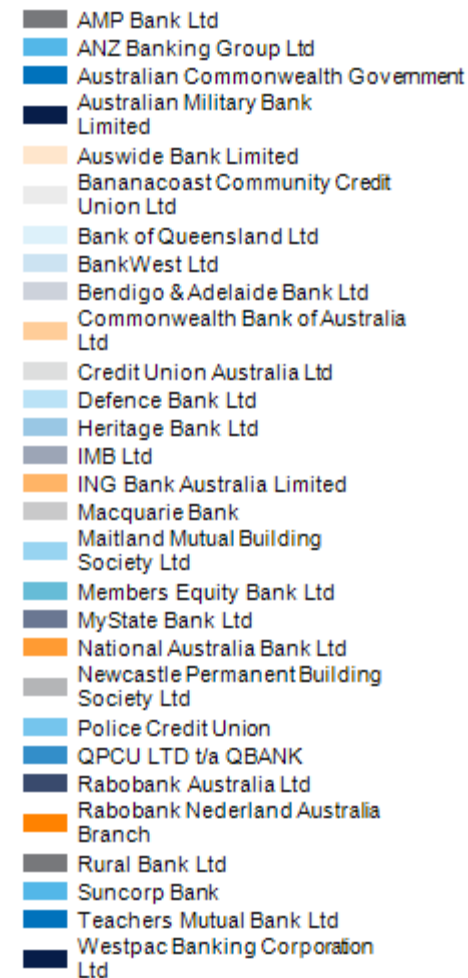 AMP Bank Ltd
ANZ Banking Group Ltd
Australian Commonwealth Government
Australian Military Bank
Limited
Auswide Bank Limited
Bananacoast Community Credit
Union Ltd
Bank of Queensland Ltd
BankWest Ltd
Bendigo & Adelaide Bank Ltd
Commonwealth Bank of Australia
Ltd
Credit Union Australia Ltd
Defence Bank Ltd
Heritage Bank Ltd
IMB Ltd
ING Bank Australia Limited
Macquarie Bank
Maitland Mutual Building
Society Ltd
Members Equity Bank Ltd
MyState Bank Ltd
National Australia Bank Ltd
Newcastle Permanent Building
Society Ltd
Police Credit Union
QPCU LTD t/a QBANK
Rabobank Australia Ltd
Rabobank Nederland Australia
Branch
Rural Bank Ltd
Suncorp Bank
Teachers Mutual Bank Ltd
Westpac Banking Corporation
Ltd